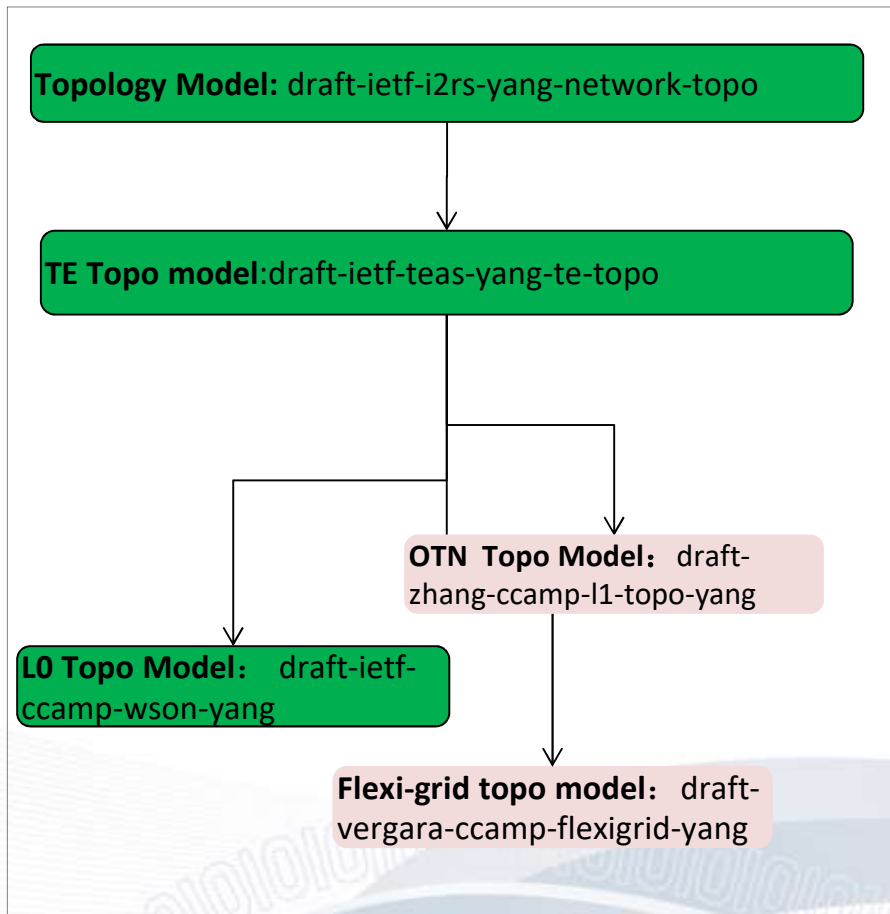 Topology Model: draft-ietf-i2rs-yang-network-topo
TE Topo model:draft-ietf-teas-yang-te-topo
OTN  Topo Model： draft-
zhang-ccamp-l1-topo-yang
L0 Topo Model： draft-ietf-
ccamp-wson-yang
Flexi-grid topo model： draft-
vergara-ccamp-flexigrid-yang